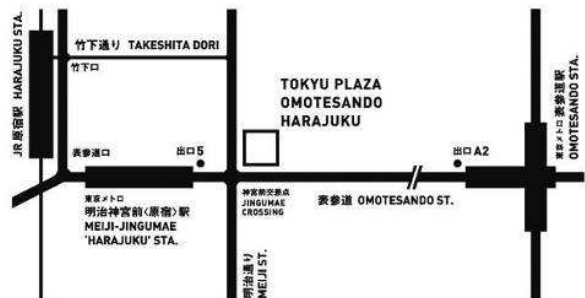 JR原宿駅 HARAJUKU STA.
竹下通り TAKESHITA DORI
竹下口
TOKYU PLAZA
OMOTESANDO
HARAJUKU
東京メトロ 表参道駅
OMOTESANDO STA.
表参道口
出口 5
出口 A2
東京メトロ
明治神宮前〈原宿〉駅
MEIJI-JINGUMAE
'HARAJUKU' STA.
神宮前交差点
JINGUMAE
CROSSING
表参道 OMOTESANDO ST.
明治通り
MEIJI ST.